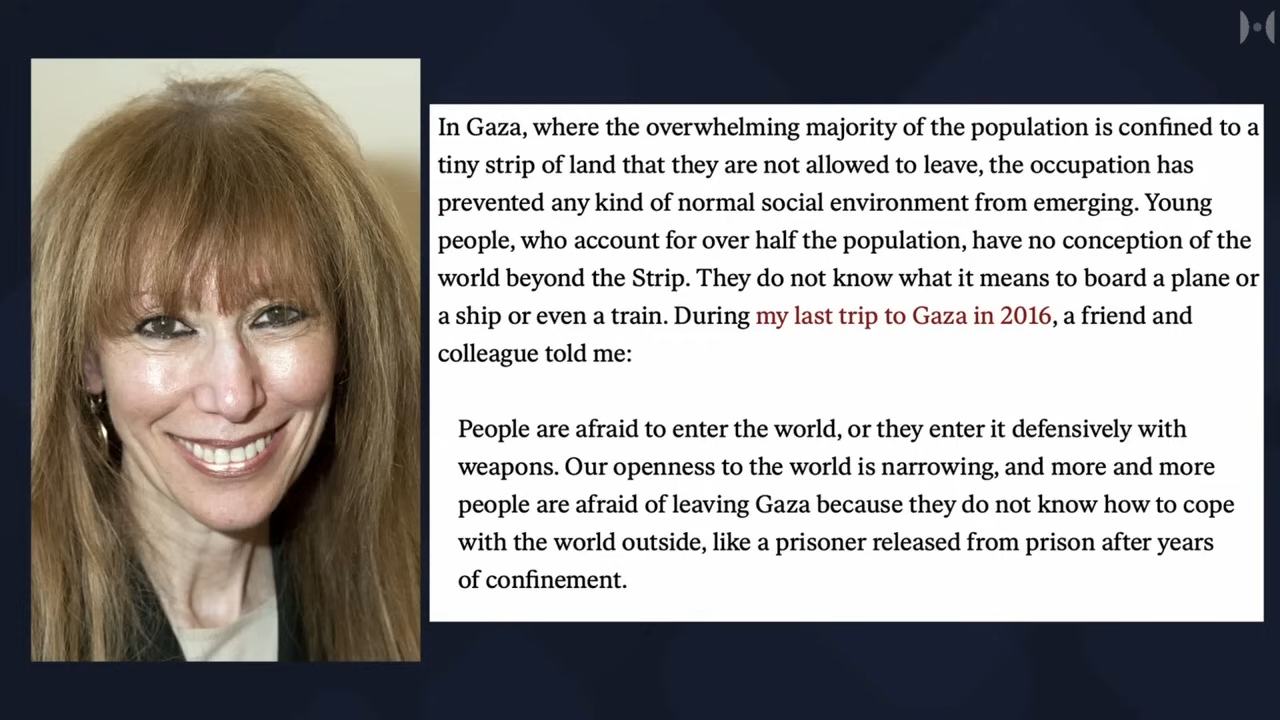 In Gaza, where the overwhelming majority of the population is confined to a
tiny strip of land that they are not allowed to leave, the occupation has
prevented any kind of normal social environment from emerging. Young
people, who account for over half the population, have no conception of the
world beyond the Strip. They do not know what it means to board a plane or
a ship or even a train. During my last trip to Gaza in 2016, a friend and
colleague told me:
People are afraid to enter the world, or they enter it defensively with
weapons. Our openness to the world is narrowing, and more and more
people are afraid of leaving Gaza because they do not know how to cope
with the world outside, like a prisoner released from prison after years
of confinement.